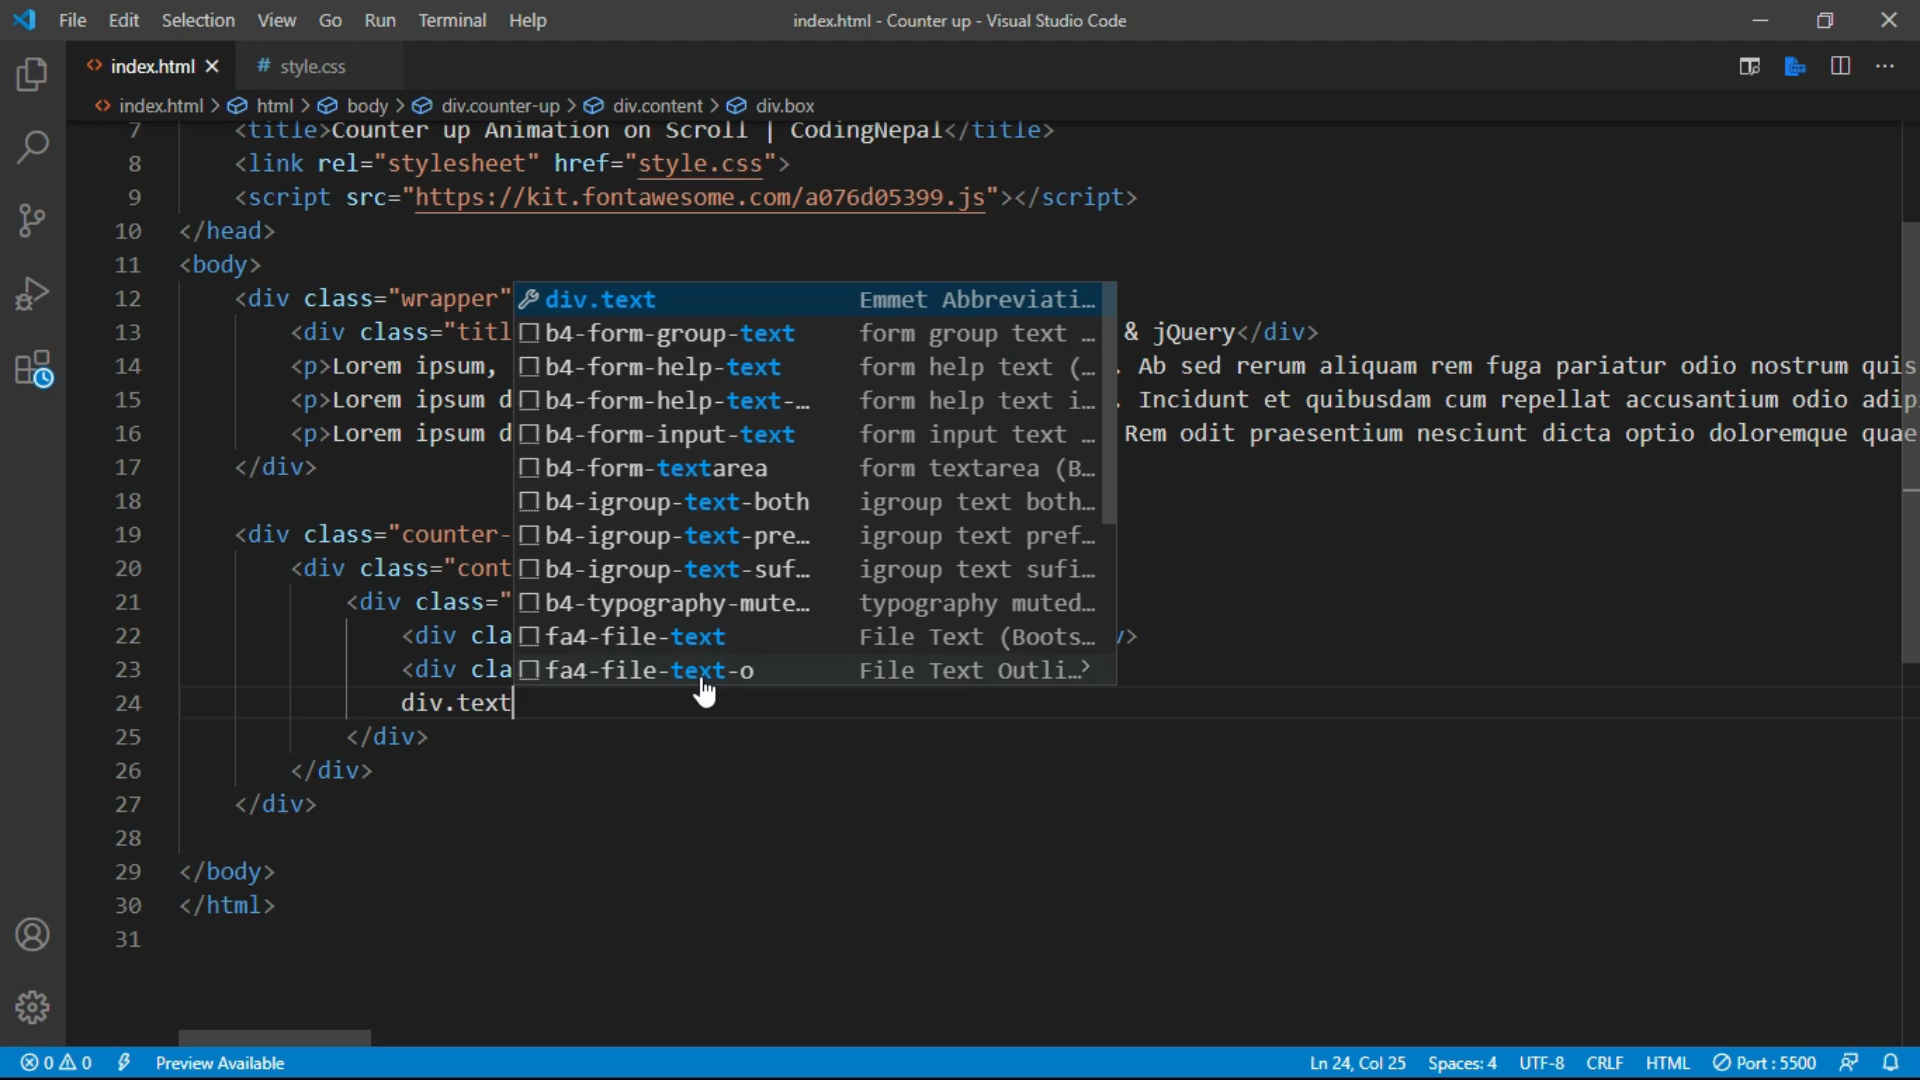 File Edit Selection View Go Run Terminal Help index.html - Counter up - Visual Studio Code
<> index.html × # style.css
<> index.html > html > body > div.counter-up > div.content > div.box
7 <title>Counter up Animation on Scroll | CodingNepal</title>
8 <link rel="stylesheet" href="style.css">
9 <script src="https://kit.fontawesome.com/a076d05399.js"></script>
10 </head>
11 <body>
12 <div class="wrapper" div.text Emmet Abbreviati…
13 <div class="titl b4-form-group-text form group text … & jQuery</div>
14 <p>Lorem ipsum, b4-form-help-text form help text (… . Ab sed rerum aliquam rem fuga pariatur odio nostrum quis
15 <p>Lorem ipsum d b4-form-help-text-… form help text i… . Incidunt et quibusdam cum repellat accusantium odio adip
16 <p>Lorem ipsum d b4-form-input-text form input text … Rem odit praesentium nesciunt dicta optio doloremque quae
17 </div> b4-form-textarea form textarea (B…
18 b4-igroup-text-both igroup text both…
19 <div class="counter- b4-igroup-text-pre… igroup text pref…
20 <div class="cont b4-igroup-text-suf… igroup text sufi…
21 <div class=" b4-typography-mute… typography muted…
22 <div cla fa4-file-text File Text (Boots… v>
23 <div cla fa4-file-text-o File Text Outli…>
24 div.text
25 </div>
26 </div>
27 </div>
28
29 </body>
30 </html>
31
0 0 Preview Available Ln 24, Col 25 Spaces: 4 UTF-8 CRLF HTML Port : 5500